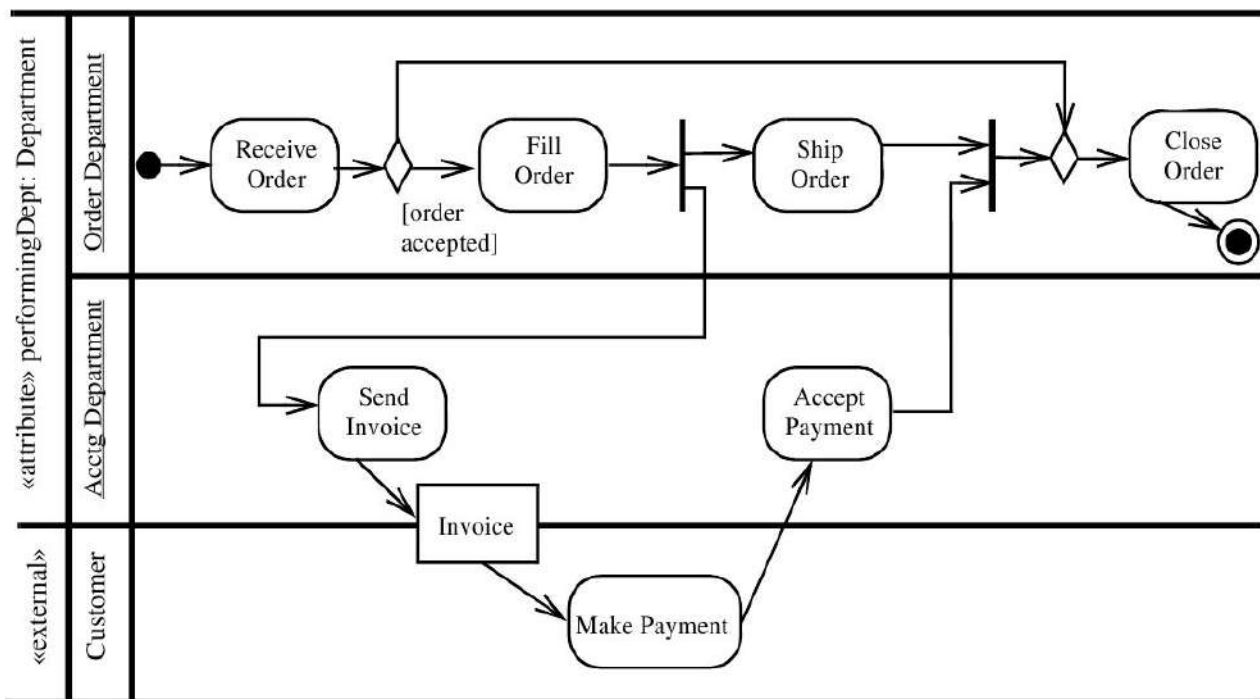 «attribute» performingDept: Department
Order Department
Receive
Order
[order
accepted]
Fill
Order
Ship
Order
Close
Order
Acctg Department
Send
Invoice
Accept
Payment
Invoice
«external»
Customer
Make Payment